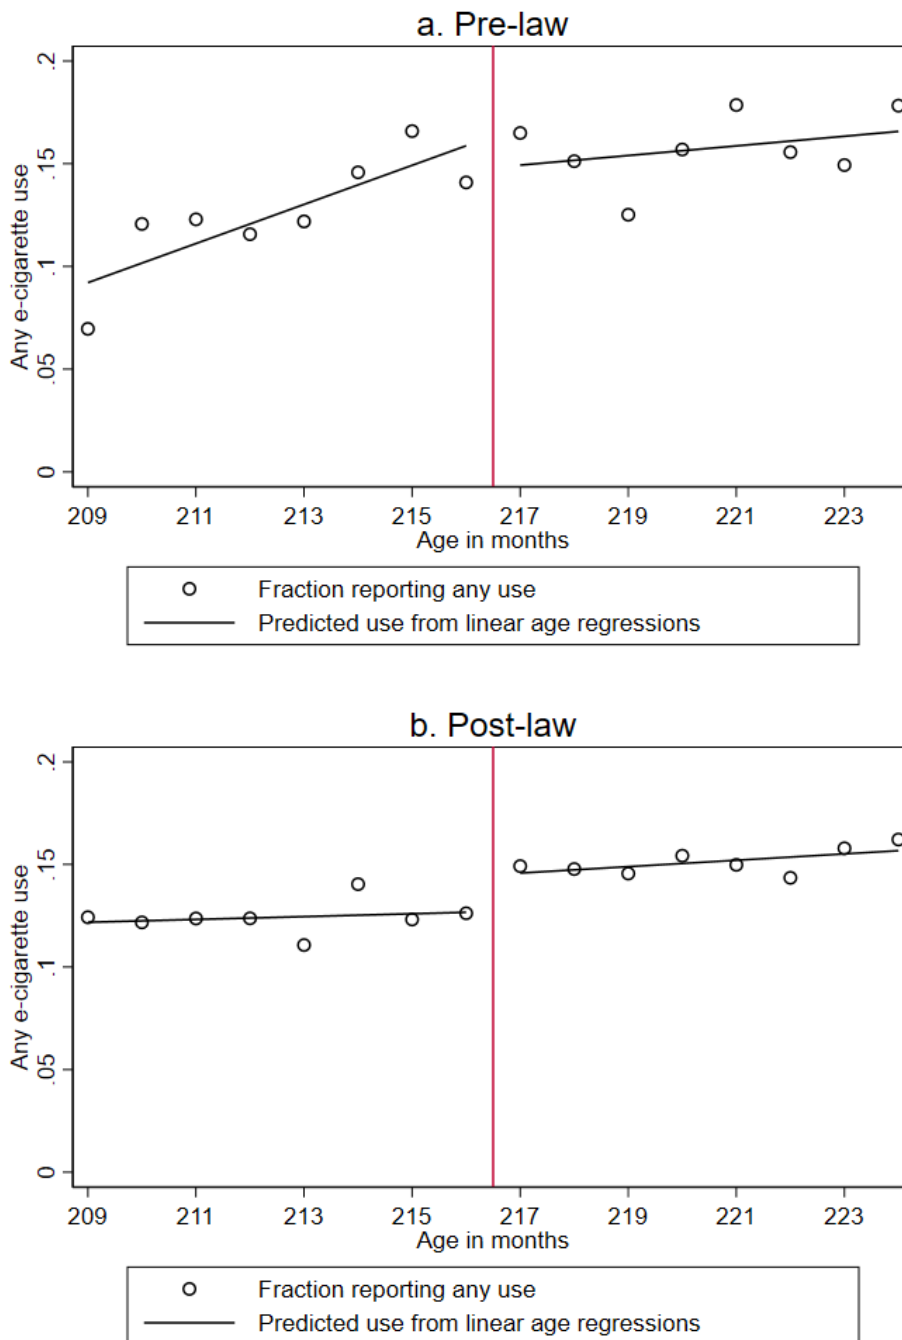 a. Pre-law
Any e-cigarette use
.2
.15
.1
.05
0
209 211 213 215 217 219 221 223
Age in months
Fraction reporting any use
Predicted use from linear age regressions
b. Post-law
Any e-cigarette use
.2
.15
.1
.05
0
209 211 213 215 217 219 221 223
Age in months
Fraction reporting any use
Predicted use from linear age regressions